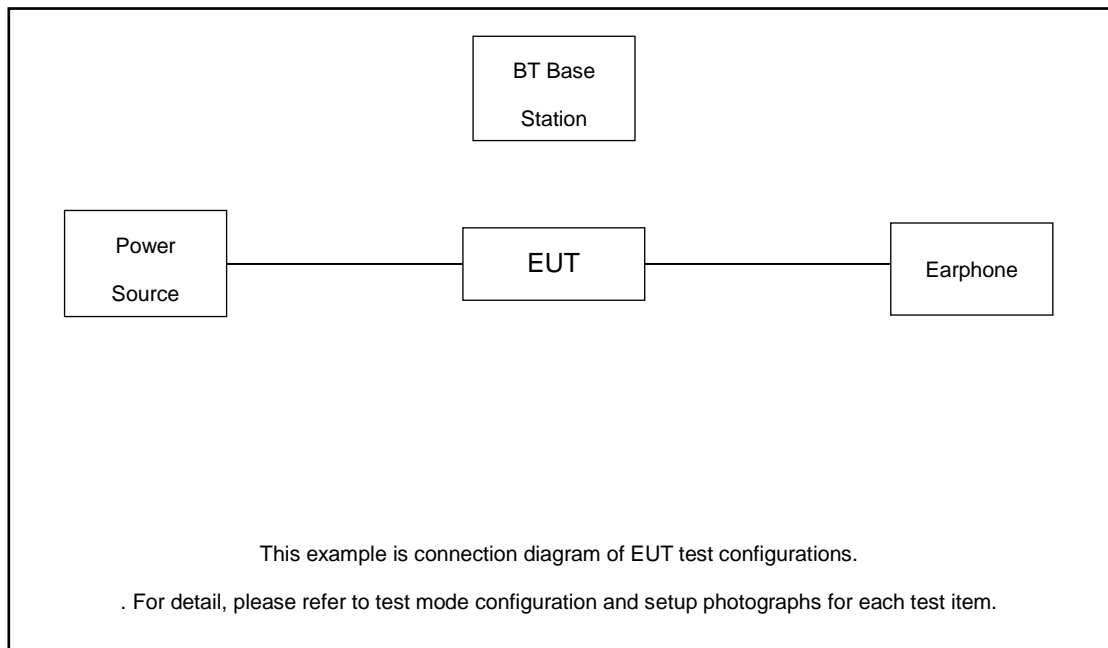 BT Base
Station
Power
Source
EUT
Earphone
This example is connection diagram of EUT test configurations.
. For detail, please refer to test mode configuration and setup photographs for each test item.